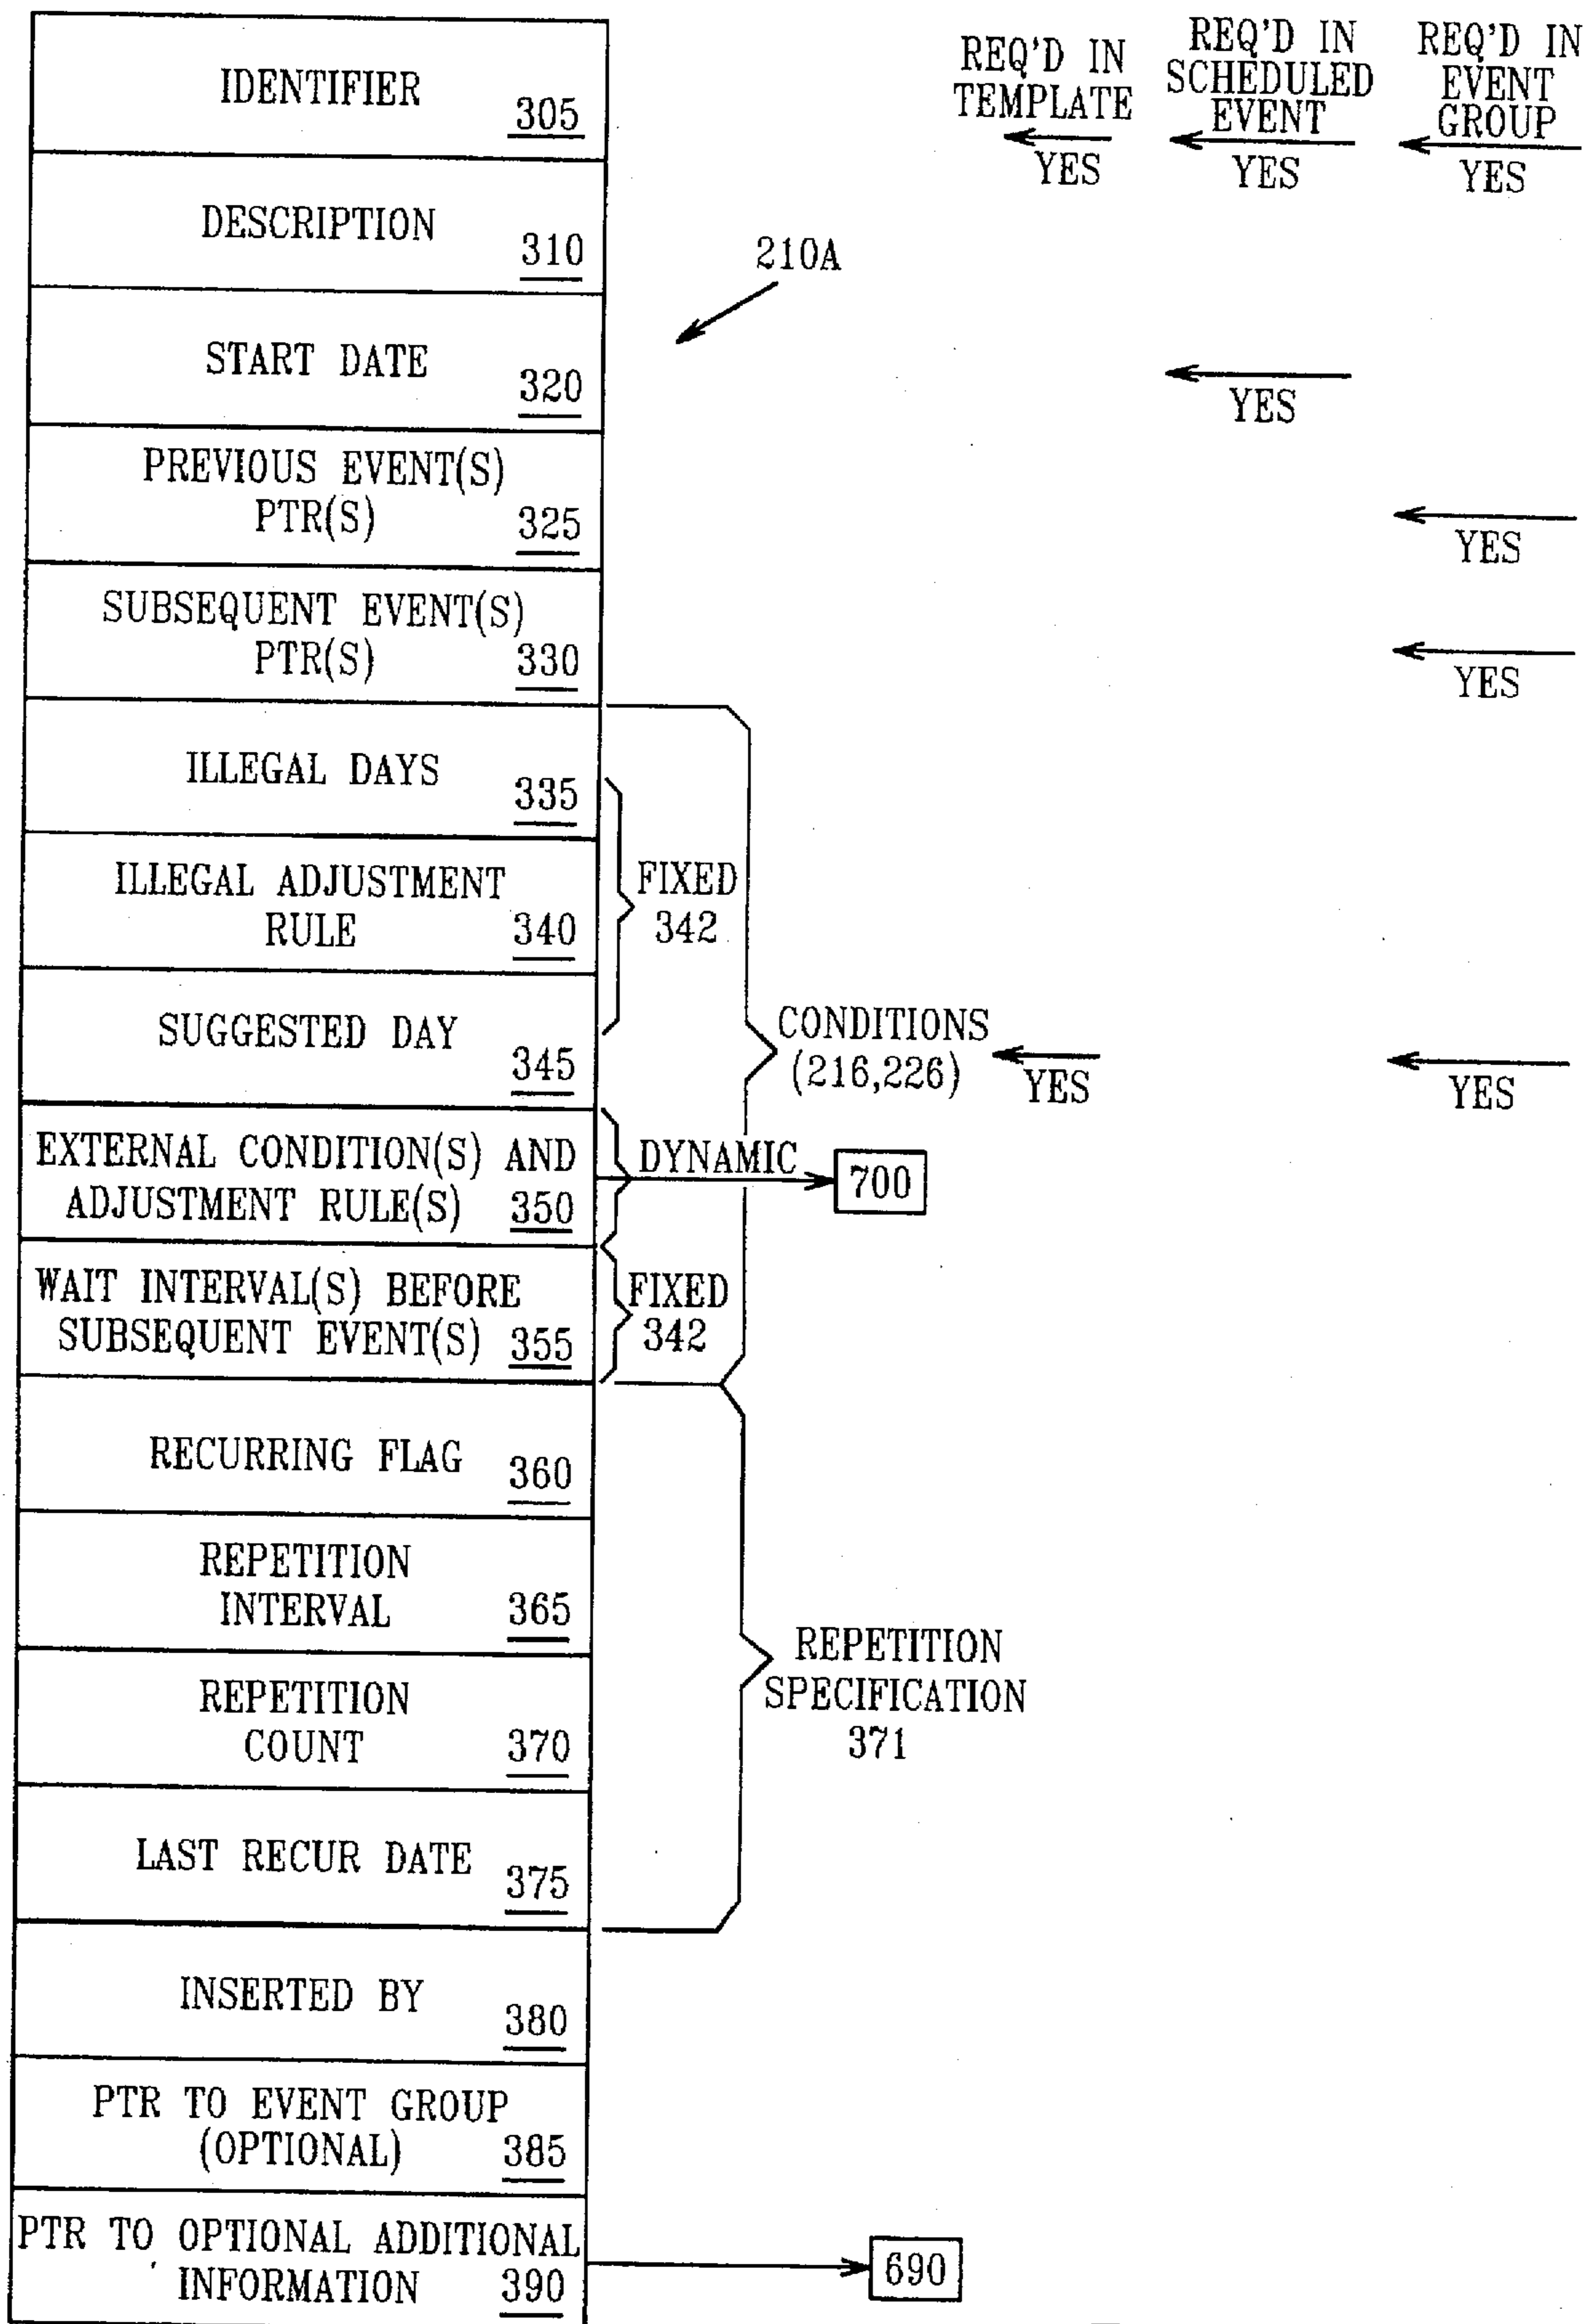 IDENTIFIER
305
REQ'D IN
TEMPLATE
YES
REQ'D IN
SCHEDULED
EVENT
YES
REQ'D IN
EVENT
GROUP
YES
DESCRIPTION
310
210A
START DATE
320
YES
PREVIOUS EVENT(S)
PTR(S) 325
YES
SUBSEQUENT EVENT(S)
PTR(S) 330
YES
ILLEGAL DAYS
335
ILLEGAL ADJUSTMENT
RULE 340
FIXED
342
SUGGESTED DAY
345
CONDITIONS
(216,226)
YES
YES
EXTERNAL CONDITION(S) AND
ADJUSTMENT RULE(S) 350
DYNAMIC
700
WAIT INTERVAL(S) BEFORE
SUBSEQUENT EVENT(S) 355
FIXED
342
RECURRING FLAG
360
REPETITION
INTERVAL 365
REPETITION
COUNT 370
REPETITION
SPECIFICATION
371
LAST RECUR DATE
375
INSERTED BY
380
PTR TO EVENT GROUP
(OPTIONAL) 385
PTR TO OPTIONAL ADDITIONAL
INFORMATION 390
690